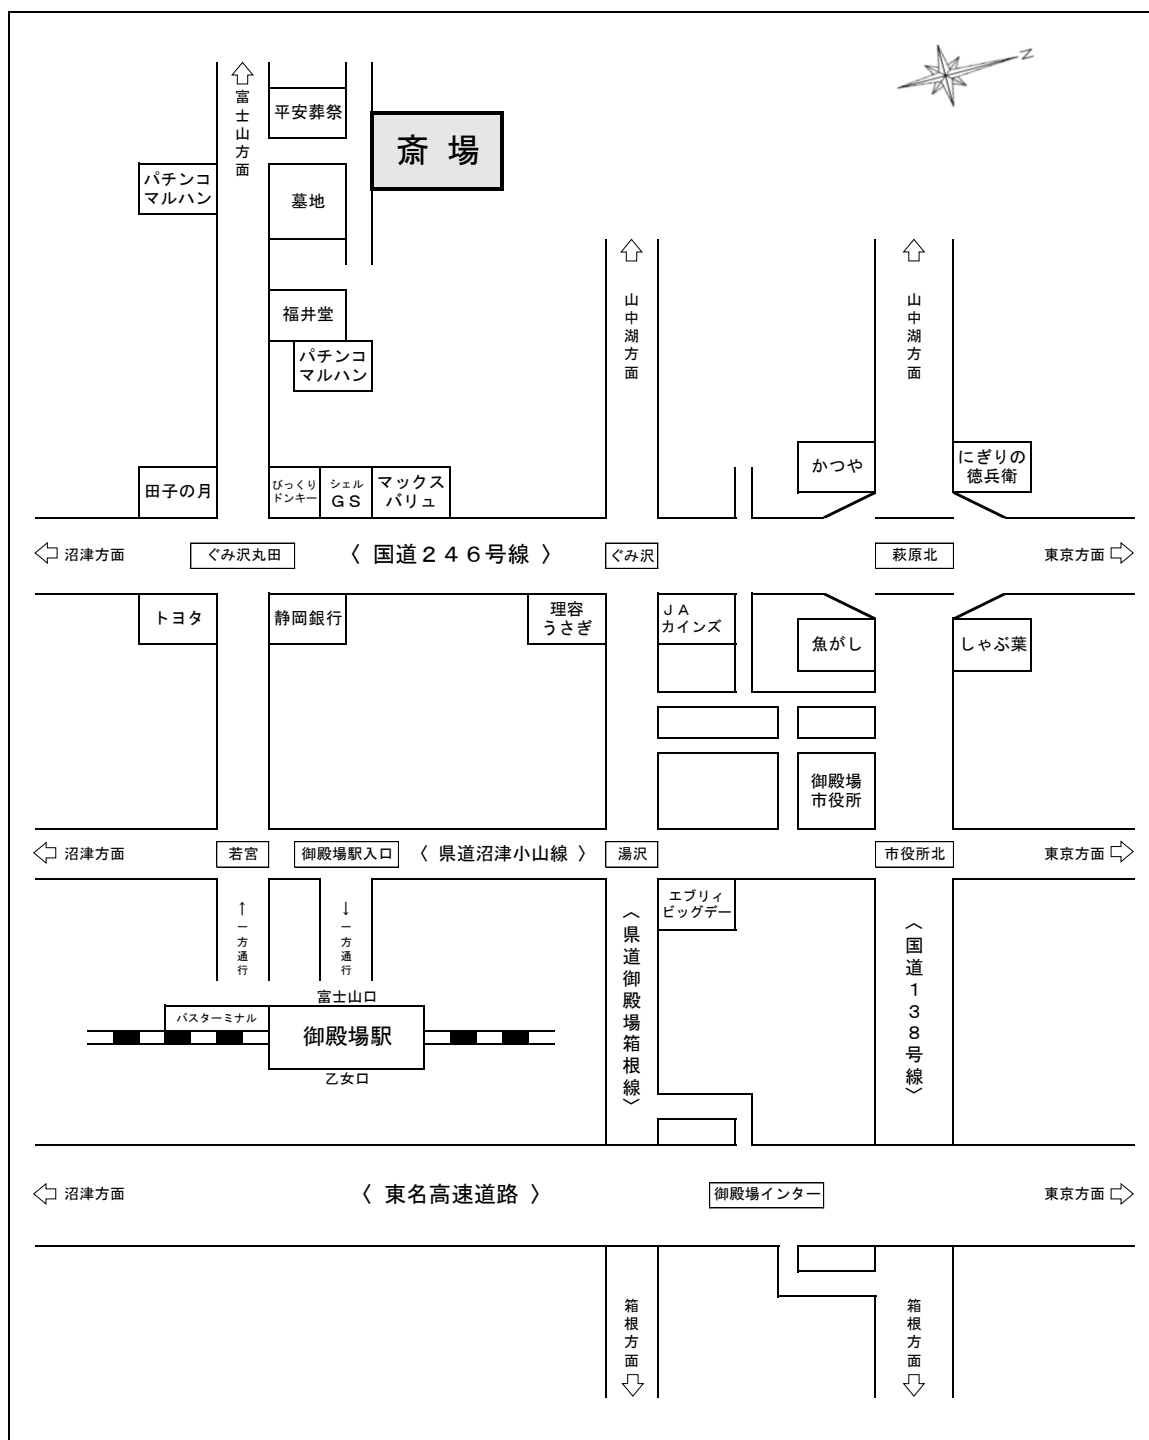 N
富士山方面
平安葬祭
斎場
パチンコ
マルハン
墓地
福井堂
パチンコ
マルハン
山中湖方面
山中湖方面
かつや
にぎりの
徳兵衛
田子の月
びっくり
ドンキー
シェル
ＧＳ
マックス
バリュ
沼津方面
ぐみ沢丸田
〈 国道２４６号線 〉
ぐみ沢
萩原北
東京方面
トヨタ
静岡銀行
理容
うさぎ
ＪＡ
カインズ
魚がし
しゃぶ葉
御殿場
市役所
沼津方面
若宮
御殿場駅入口
〈 県道沼津小山線 〉
湯沢
市役所北
東京方面
↑一方通行
↓一方通行
エブリィ
ビッグデー
〈県道御殿場箱根線〉
〈国道１３８号線〉
富士山口
バスターミナル
御殿場駅
乙女口
沼津方面
〈 東名高速道路 〉
御殿場インター
東京方面
箱根方面
箱根方面